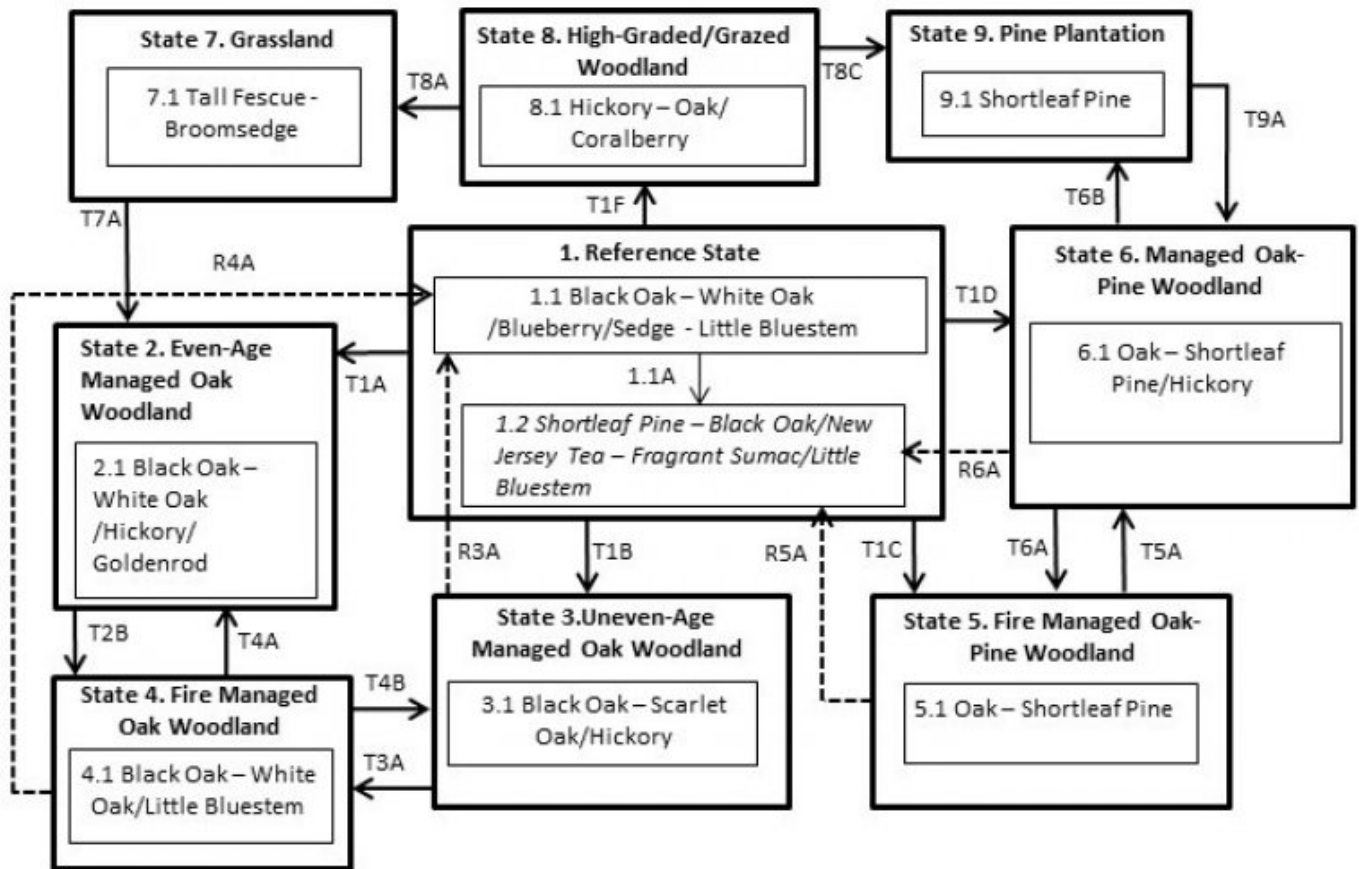 State 7. Grassland
7.1 Tall Fescue -
Broomsedge
T8A
State 8. High-Graded/Grazed
Woodland
8.1 Hickory – Oak/
Coralberry
T8C
State 9. Pine Plantation
9.1 Shortleaf Pine
T9A
T7A
T1F
T6B
R4A
1. Reference State
1.1 Black Oak – White Oak
/Blueberry/Sedge - Little Bluestem
1.1A
1.2 Shortleaf Pine – Black Oak/New
Jersey Tea – Fragrant Sumac/Little
Bluestem
T1D
State 6. Managed Oak-
Pine Woodland
6.1 Oak – Shortleaf
Pine/Hickory
State 2. Even-Age
Managed Oak
Woodland
2.1 Black Oak –
White Oak
/Hickory/
Goldenrod
T1A
R6A
R3A
T1B
R5A
T1C
T6A
T5A
T2B
T4A
State 3.Uneven-Age
Managed Oak Woodland
3.1 Black Oak – Scarlet
Oak/Hickory
State 5. Fire Managed Oak-
Pine Woodland
5.1 Oak – Shortleaf Pine
State 4. Fire Managed
Oak Woodland
4.1 Black Oak – White
Oak/Little Bluestem
T4B
T3A